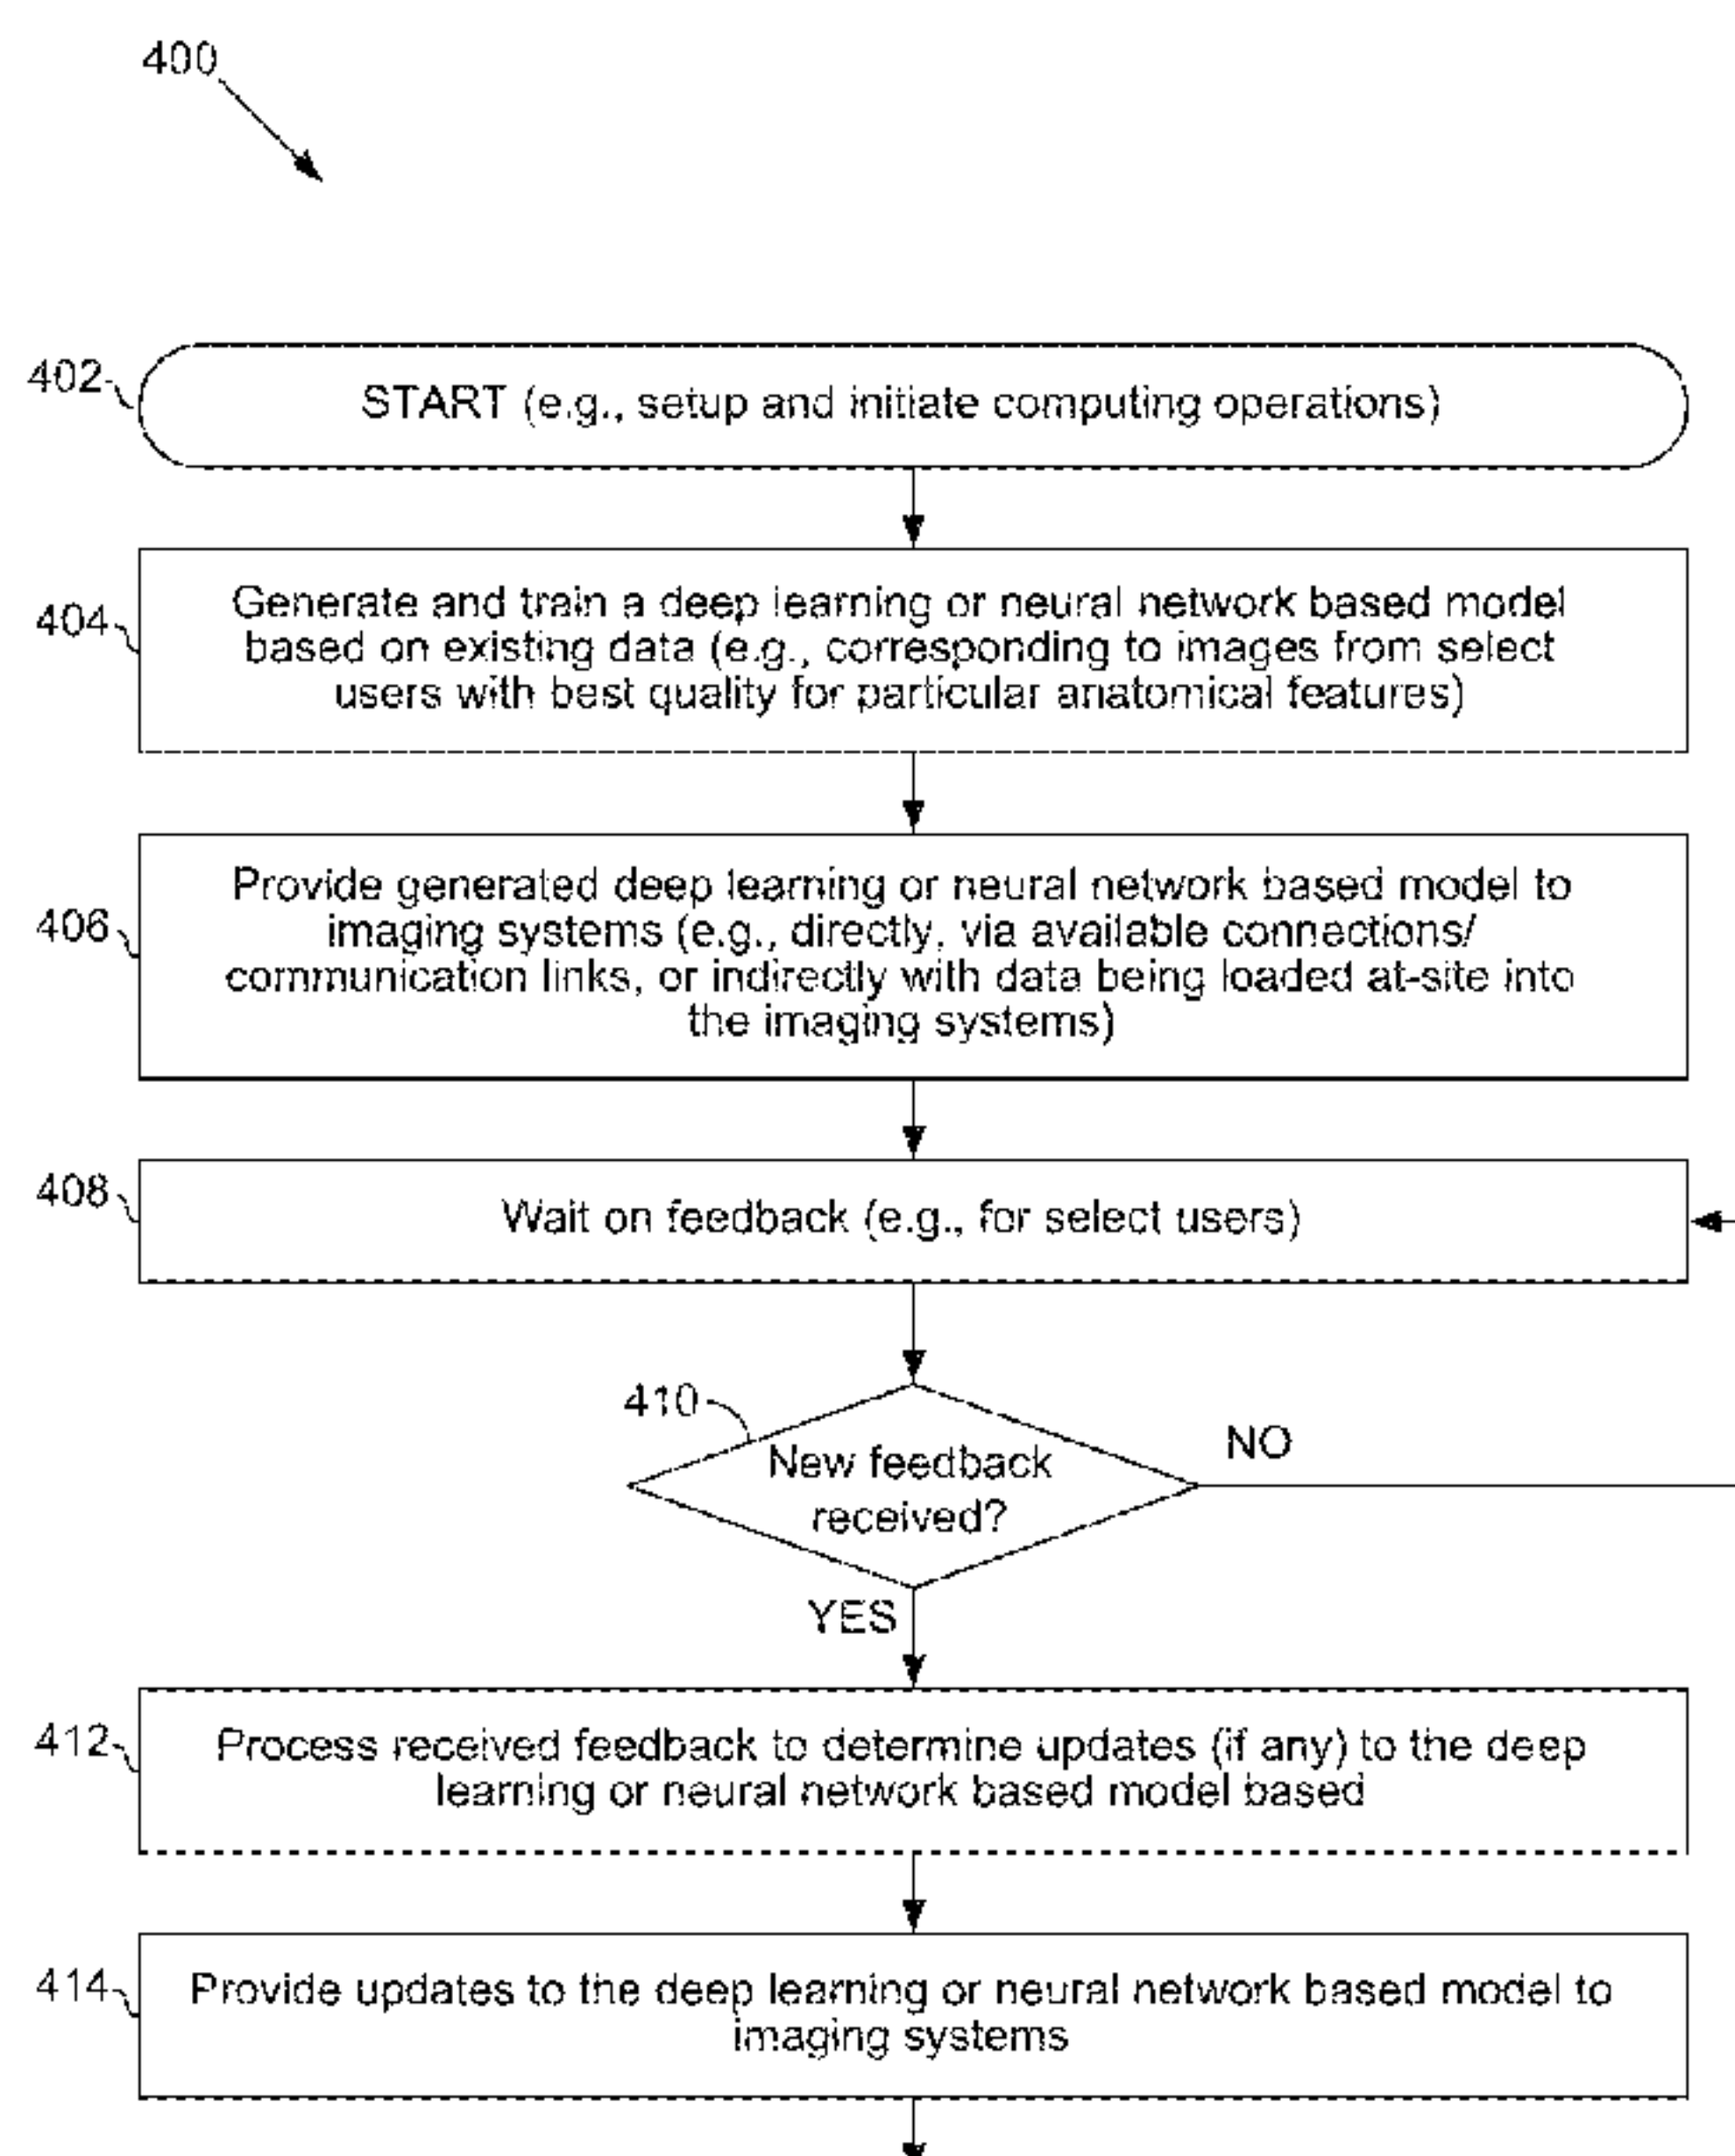 400
402
START (e.g., setup and initiate computing operations)
404
Generate and train a deep learning or neural network based model
based on existing data (e.g., corresponding to images from select
users with best quality for particular anatomical features)
406
Provide generated deep learning or neural network based model to
imaging systems (e.g., directly, via available connections/
communication links, or indirectly with data being loaded at-site into
the imaging systems)
408
Wait on feedback (e.g., for select users)
410
New feedback
received?
NO
YES
412
Process received feedback to determine updates (if any) to the deep
learning or neural network based model based
414
Provide updates to the deep learning or neural network based model to
imaging systems